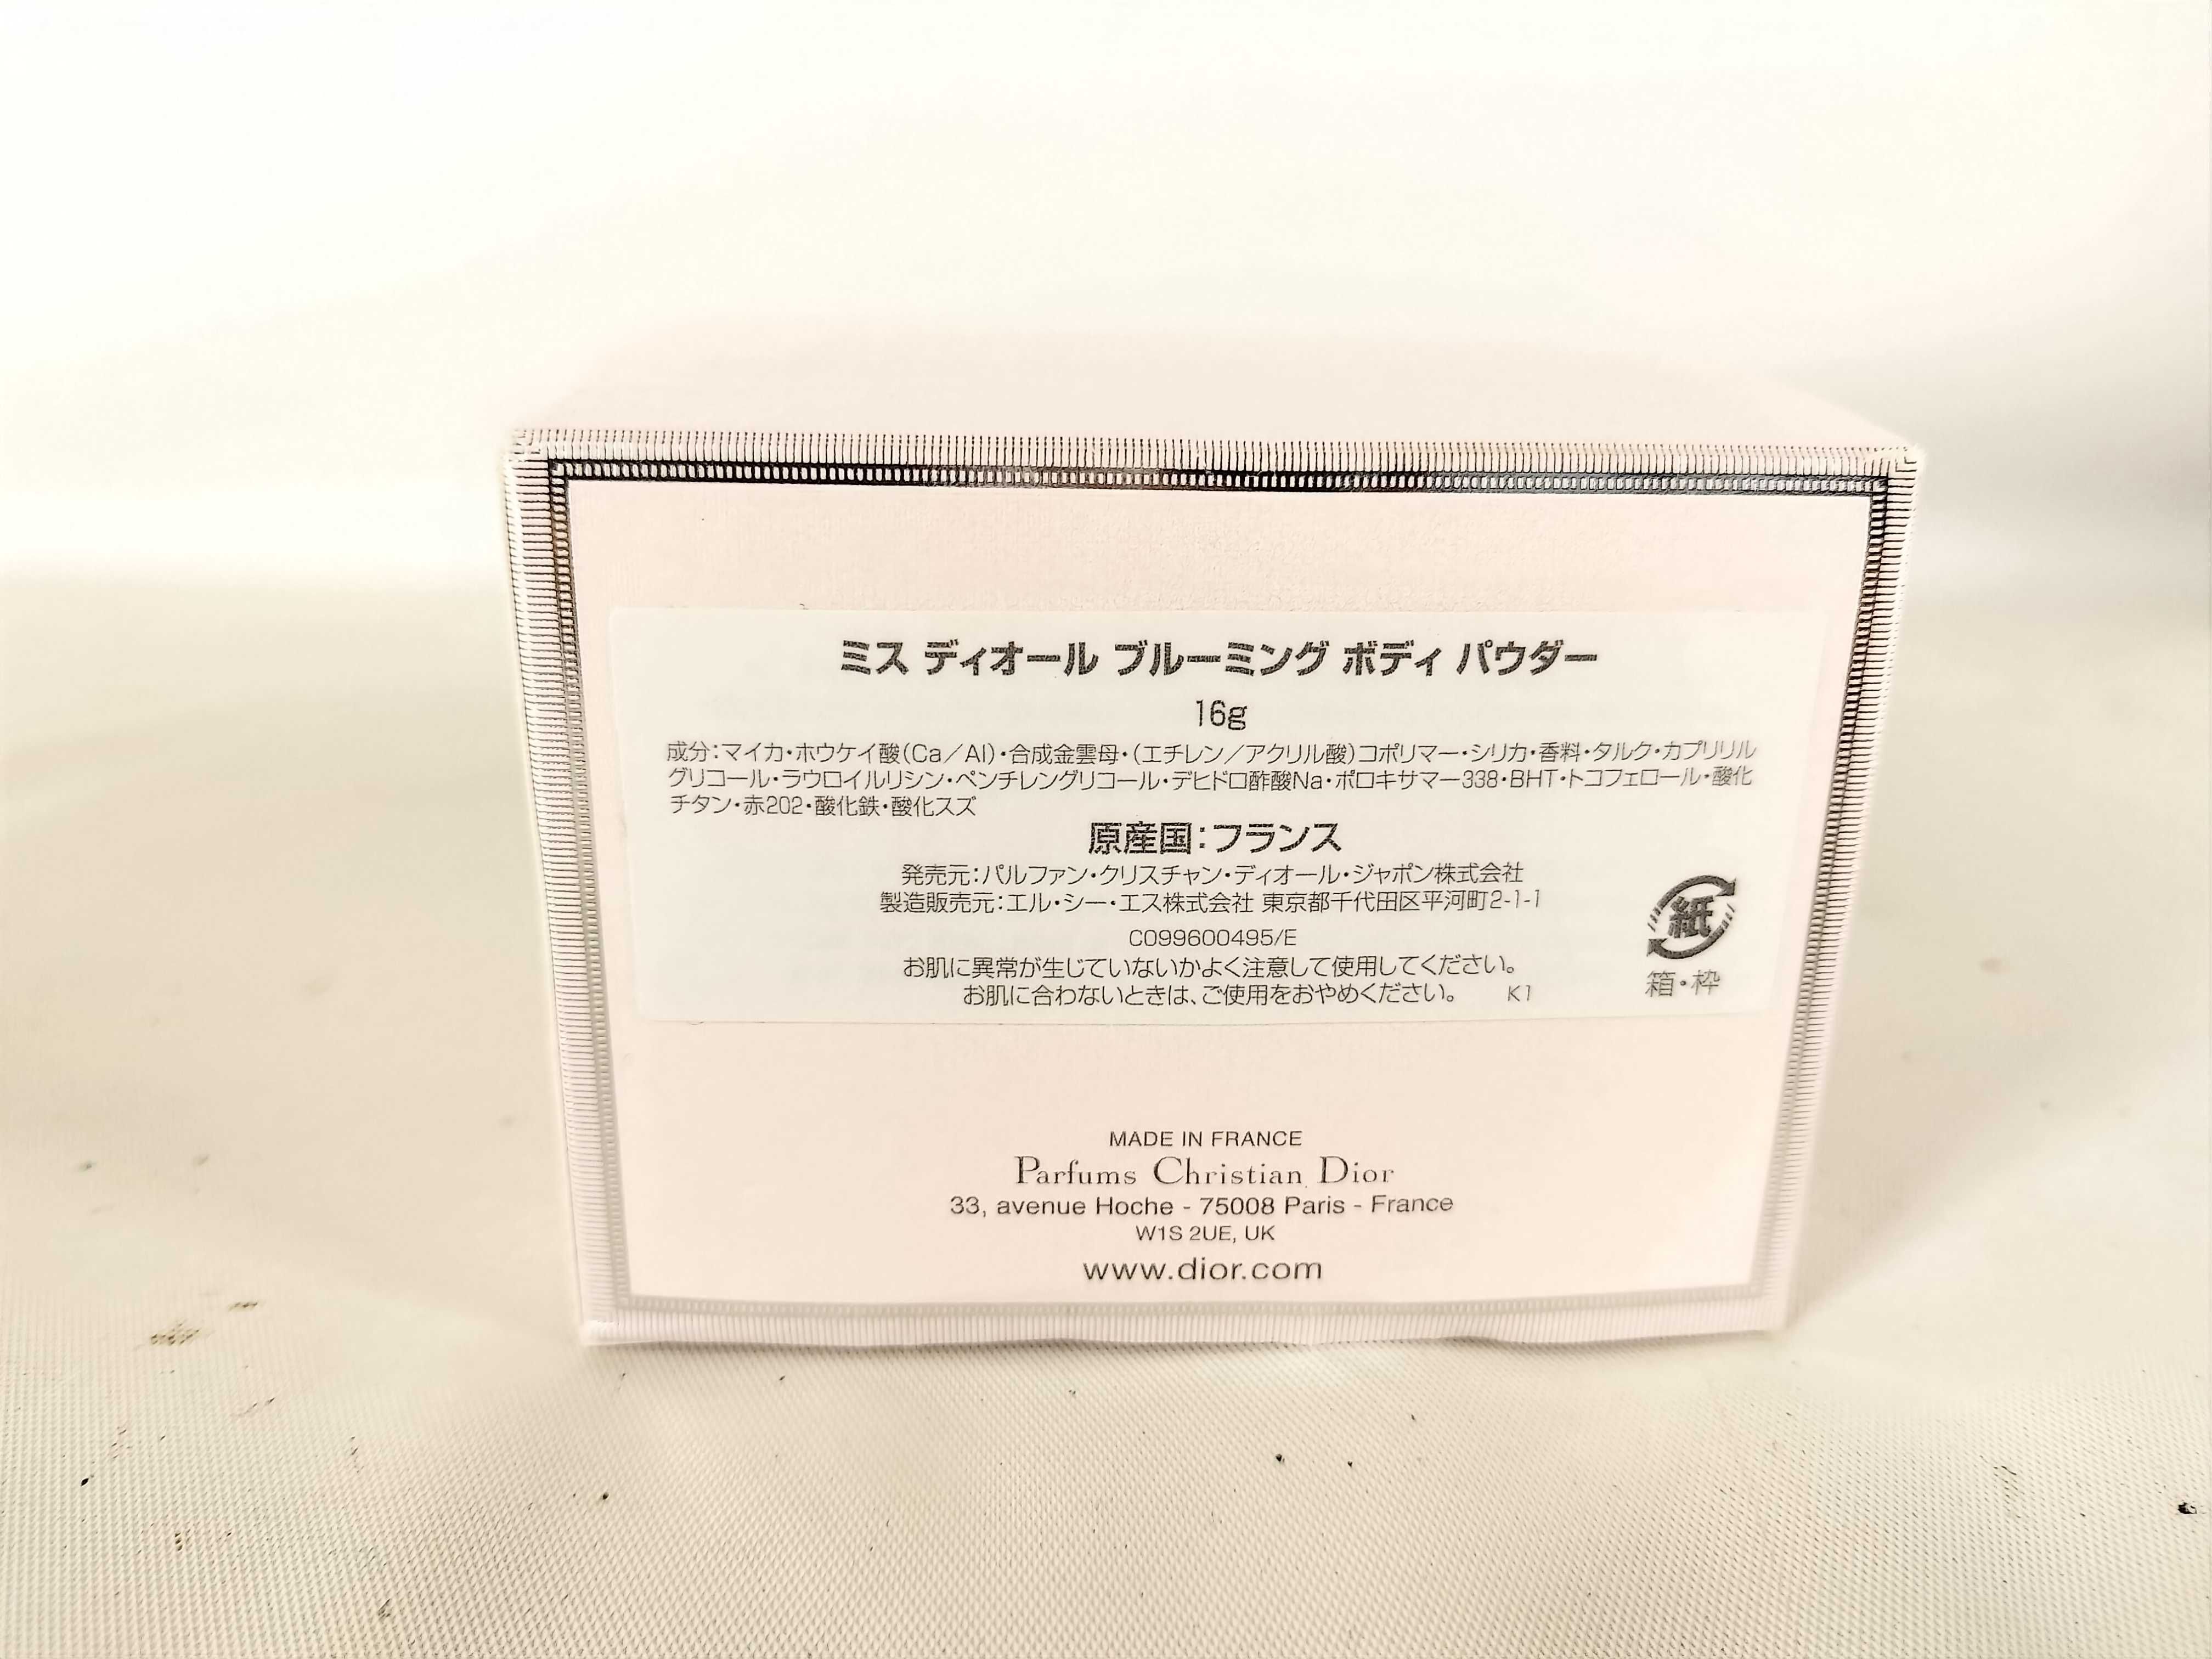 ミス ディオール ブルーミング ボディ パウダー
16g
成分:マイカ・ホウケイ酸(Ca/Al)・合成金雲母・(エチレン/アクリル酸)コポリマー・シリカ・香料・タルク・カプリリル
グリコール・ラウロイルリシン・ペンチレングリコール・デヒドロ酢酸Na・ポロキサマー338・BHT・トコフェロール・酸化
チタン・赤202・酸化鉄・酸化スズ
原産国:フランス
発売元:パルファン・クリスチャン・ディオール・ジャポン株式会社
製造販売元:エル・シー・エス株式会社 東京都千代田区平河町2-1-1
C099600495/E
お肌に異常が生じていないかよく注意して使用してください。
お肌に合わないときは、ご使用をおやめください。 K1
紙
箱・枠
MADE IN FRANCE
Parfums Christian Dior
33, avenue Hoche - 75008 Paris - France
W1S 2UE, UK
www.dior.com